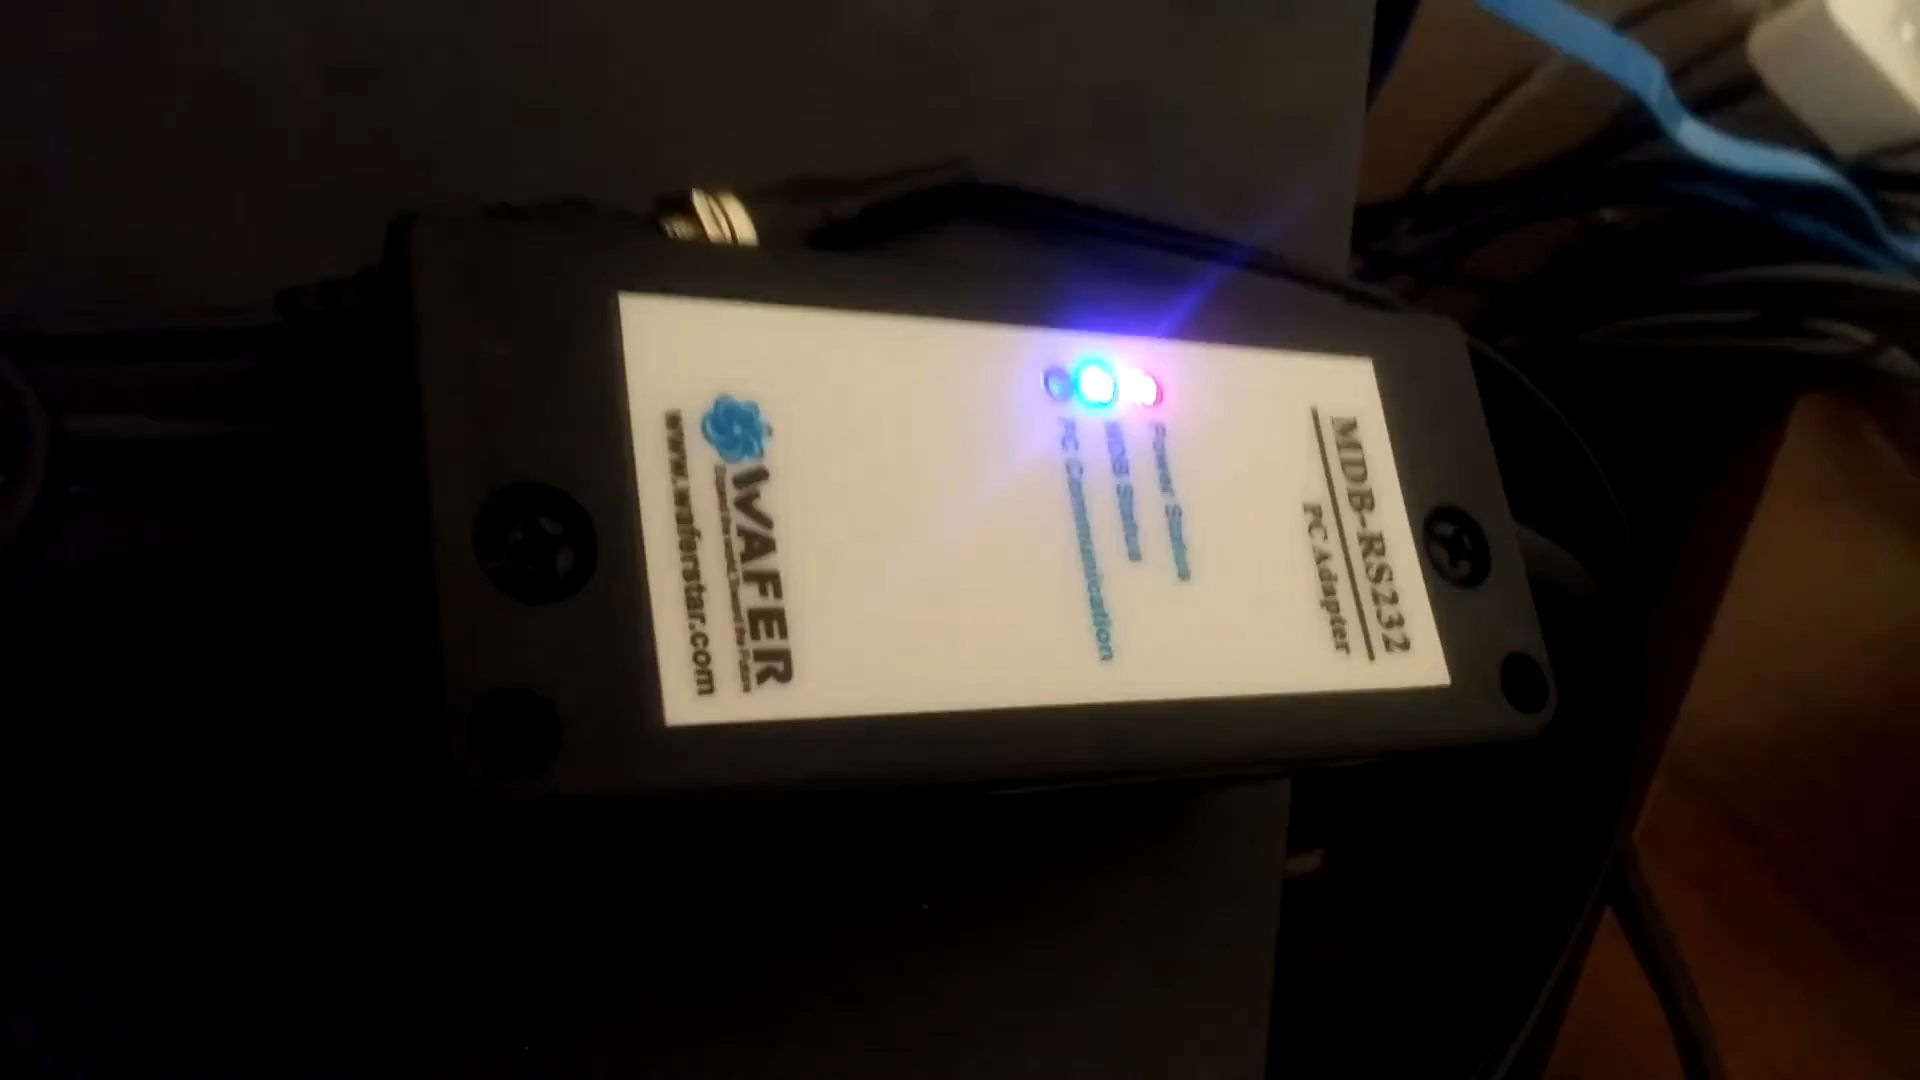 MDB-RS232
PC Adapter
Power Status
MDB Status
PC Communication
WAFER
www.waferstar.com